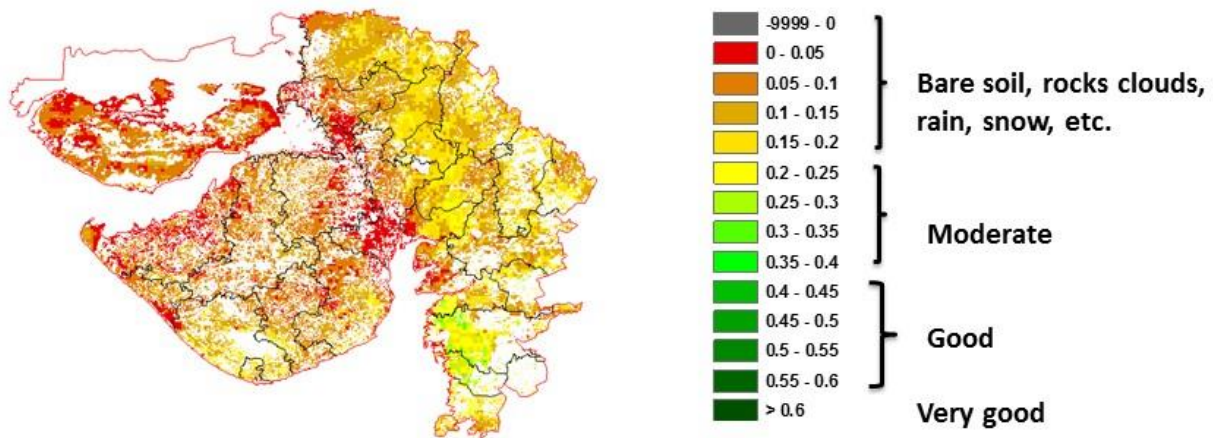 -9999 - 0
0 - 0.05
0.05 - 0.1
0.1 - 0.15
0.15 - 0.2
0.2 - 0.25
0.25 - 0.3
0.3 - 0.35
0.35 - 0.4
0.4 - 0.45
0.45 - 0.5
0.5 - 0.55
0.55 - 0.6
> 0.6
Bare soil, rocks clouds,
rain, snow, etc.
Moderate
Good
Very good